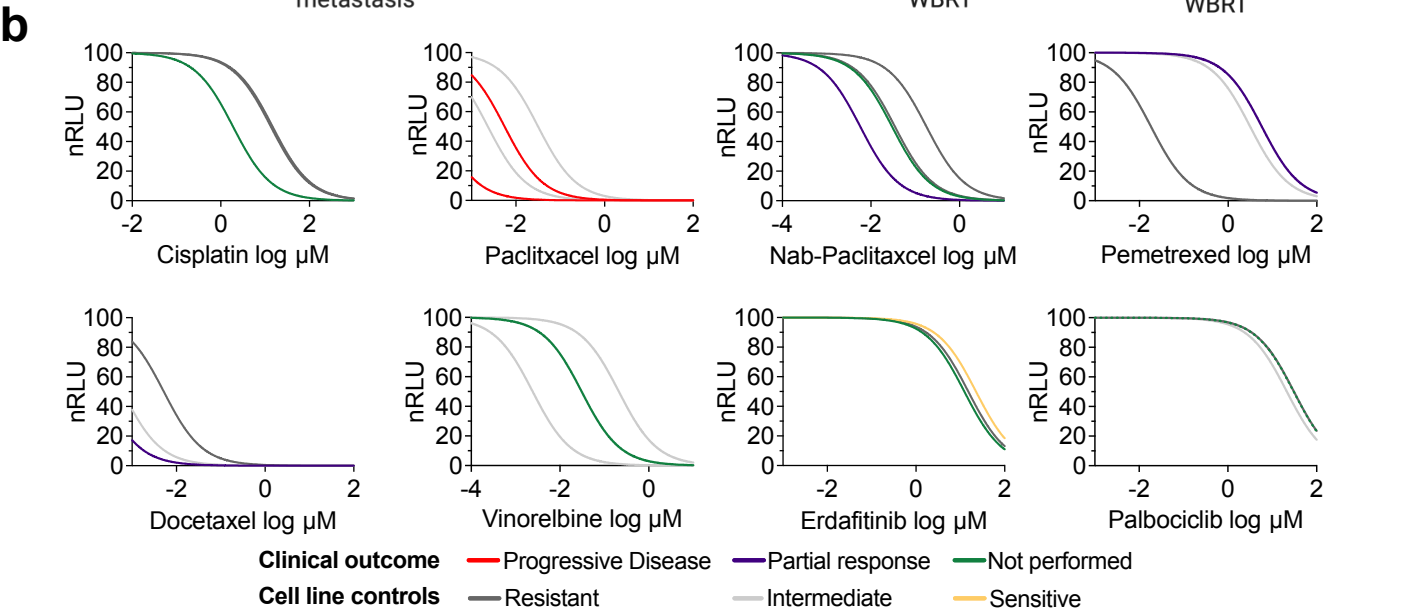 metastasis WBRT WBRT
b
100 100 100 100
80 80 80 80
60 60 60 60
nRLU nRLU nRLU nRLU
40 40 40 40
20 20 20 20
0 0 0 0
-2 0 2 -2 0 2 -4 -2 0 -2 0 2
Cisplatin log µM Paclitxacel log µM Nab-Paclitaxcel log µM Pemetrexed log µM
100 100 100 100
80 80 80 80
60 60 60 60
nRLU nRLU nRLU nRLU
40 40 40 40
20 20 20 20
0 0 0 0
-2 0 2 -4 -2 0 -2 0 2 -2 0 2
Docetaxel log µM Vinorelbine log µM Erdafitinib log µM Palbociclib log µM
Clinical outcome Progressive Disease Partial response Not performed
Cell line controls Resistant Intermediate Sensitive